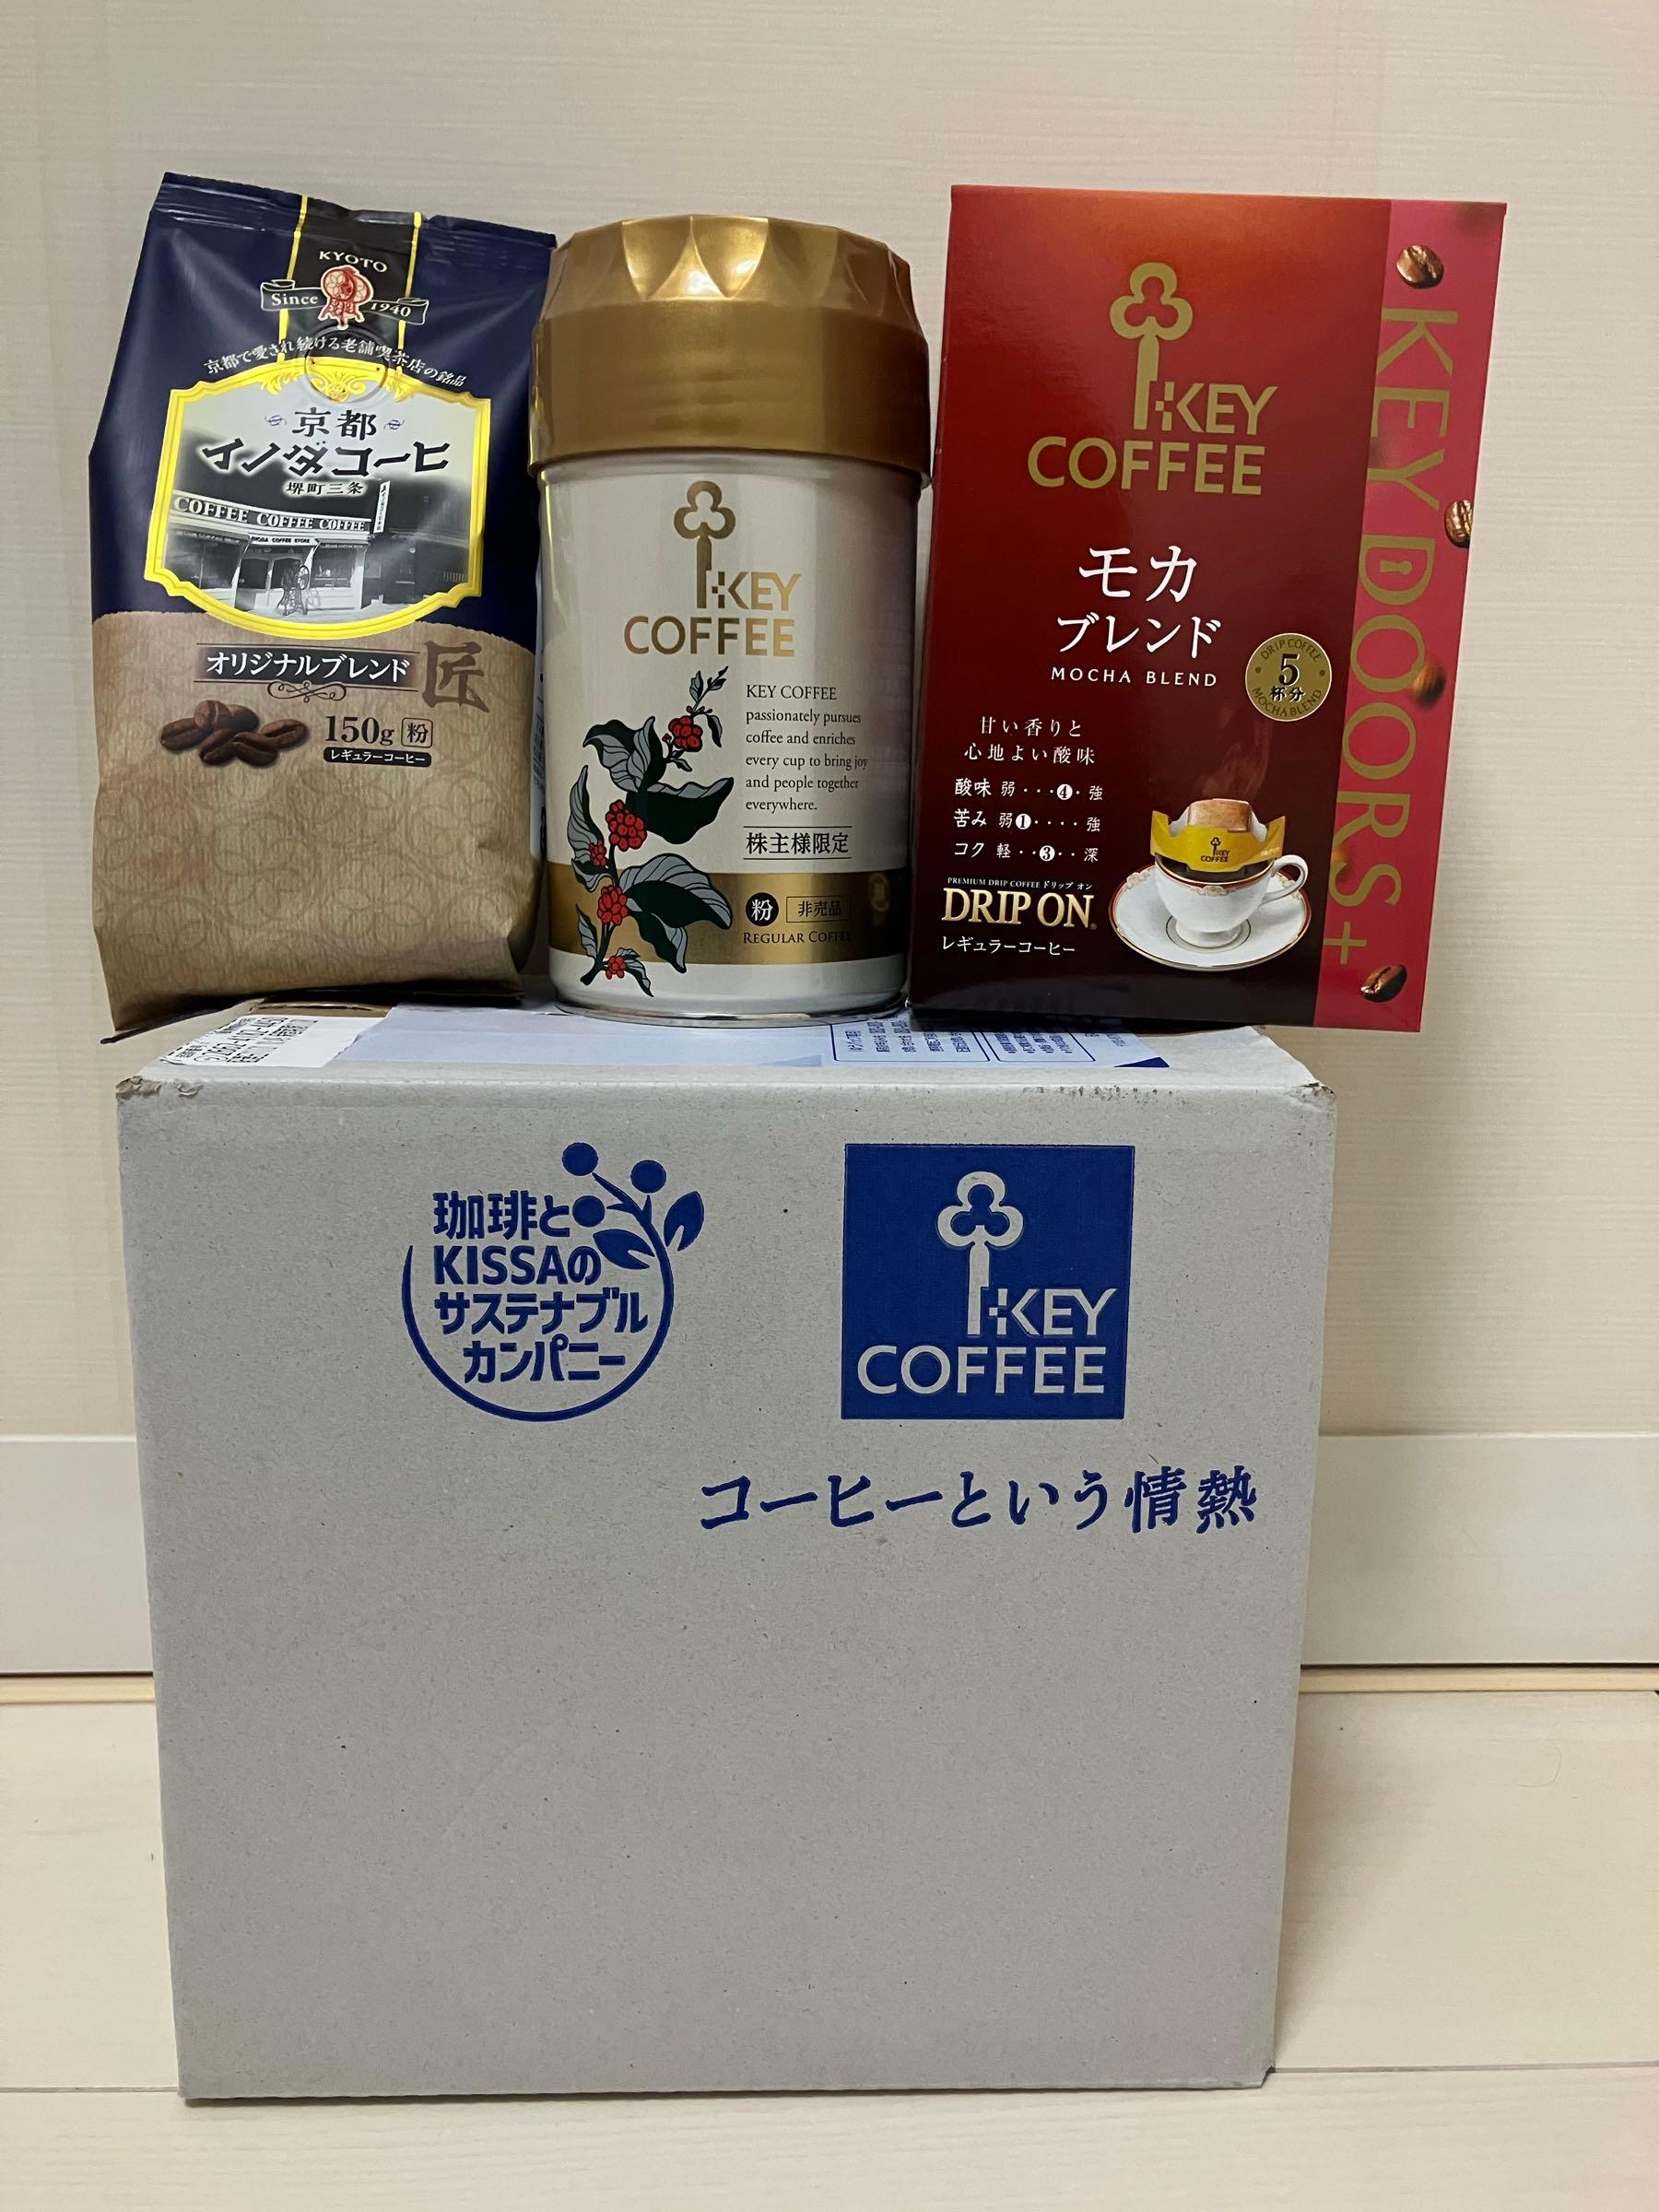 KYOTO
Since 1940
京都で愛され続ける老舗喫茶店の銘品
京都
イノダコーヒ
堺町三条
COFFEE COFFEE COFFEE
INODA COFFEE STORE
オリジナルブレンド 匠
150g 粉
レギュラーコーヒー
KEY
COFFEE
KEY COFFEE
passionately pursues
coffee and enriches
every cup to bring joy
and people together
everywhere.
株主様限定
粉 非売品
REGULAR COFFEE
KEY
COFFEE
モカ
ブレンド
MOCHA BLEND
DRIP COFFEE
5
杯分
MOCHA BLEND
甘い香りと
心地よい酸味
酸味 弱・・・4・強
苦み 弱1・・・・強
コク 軽・・3・・深
PREMIUM DRIP COFFEE ドリップ オン
DRIP ON®
レギュラーコーヒー
KEY
COFFEE
KEY DOORS+
珈琲と
KISSAの
サステナブル
カンパニー
KEY
COFFEE
コーヒーという情熱